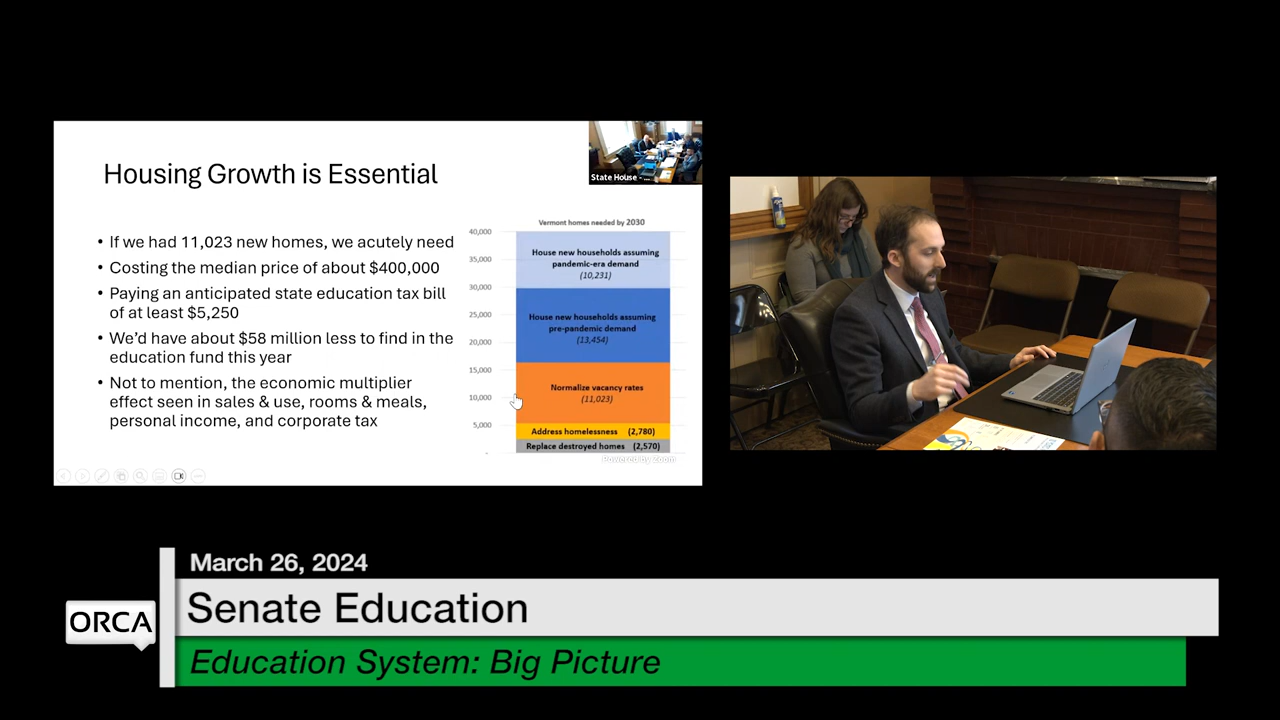 Housing Growth is Essential
State House - ...
• If we had 11,023 new homes, we acutely need
• Costing the median price of about $400,000
• Paying an anticipated state education tax bill
of at least $5,250
• We'd have about $58 million less to find in the
education fund this year
• Not to mention, the economic multiplier
effect seen in sales & use, rooms & meals,
personal income, and corporate tax
Vermont homes needed by 2030
40,000
35,000
30,000
25,000
20,000
15,000
10,000
5,000
-
House new households assuming
pandemic-era demand
(10,231)
House new households assuming
pre-pandemic demand
(13,454)
Normalize vacancy rates
(11,023)
Address homelessness (2,780)
Replace destroyed homes (2,570)
Powered by Zoom
March 26, 2024
ORCA
Senate Education
Education System: Big Picture